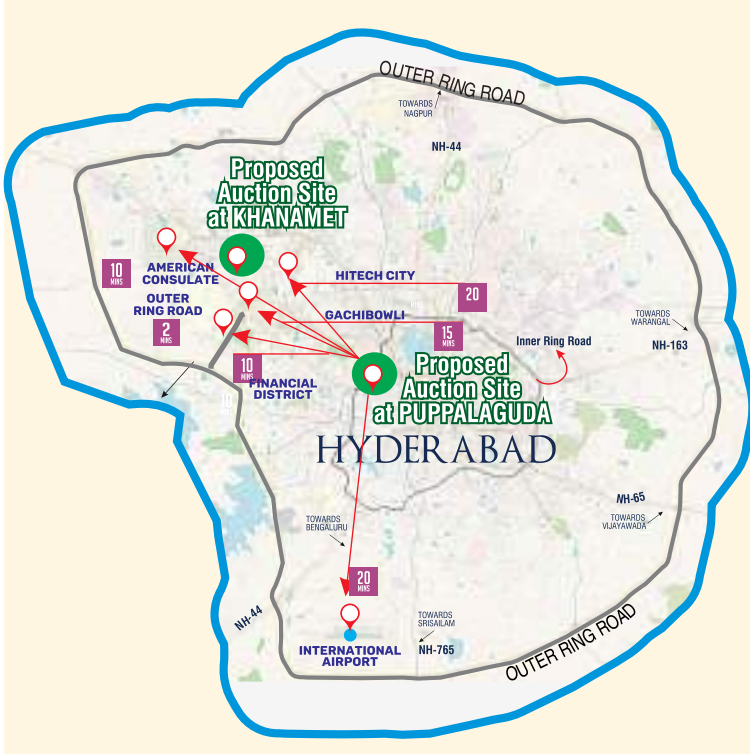 OUTER RING ROAD
TOWARDS
NAGPUR
NH-44
Proposed
Auction Site
at KHANAMET
10
MINS
AMERICAN
CONSULATE
HITECH CITY
20
OUTER
RING ROAD
2
MINS
GACHIBOWLI
15
MINS
TOWARDS
WARANGAL
NH-163
Inner Ring Road
10
MINS
FINANCIAL
DISTRICT
Proposed
Auction Site
at PUPPALAGUDA
HYDERABAD
NH-65
TOWARDS
VIJAYAWADA
TOWARDS
BENGALURU
20
MINS
NH-44
TOWARDS
SRISAILAM
NH-765
INTERNATIONAL
AIRPORT
OUTER RING ROAD